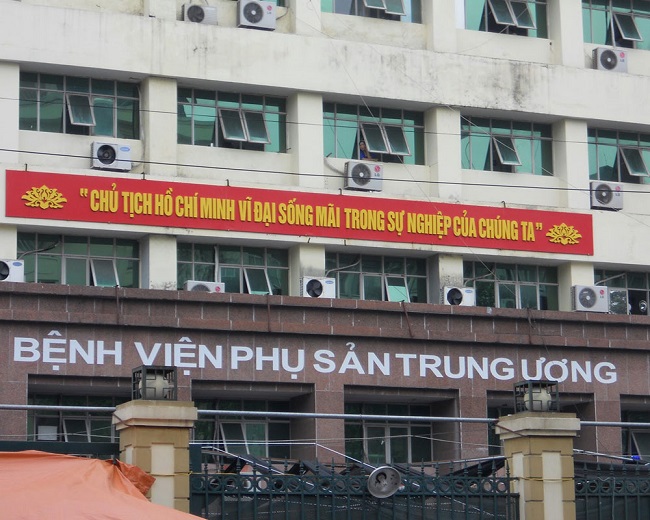 "CHỦ TỊCH HỒ CHÍ MINH VĨ ĐẠI SỐNG MÃI TRONG SỰ NGHIỆP CỦA CHÚNG TA"
BỆNH VIỆN PHỤ SẢN TRUNG ƯƠNG